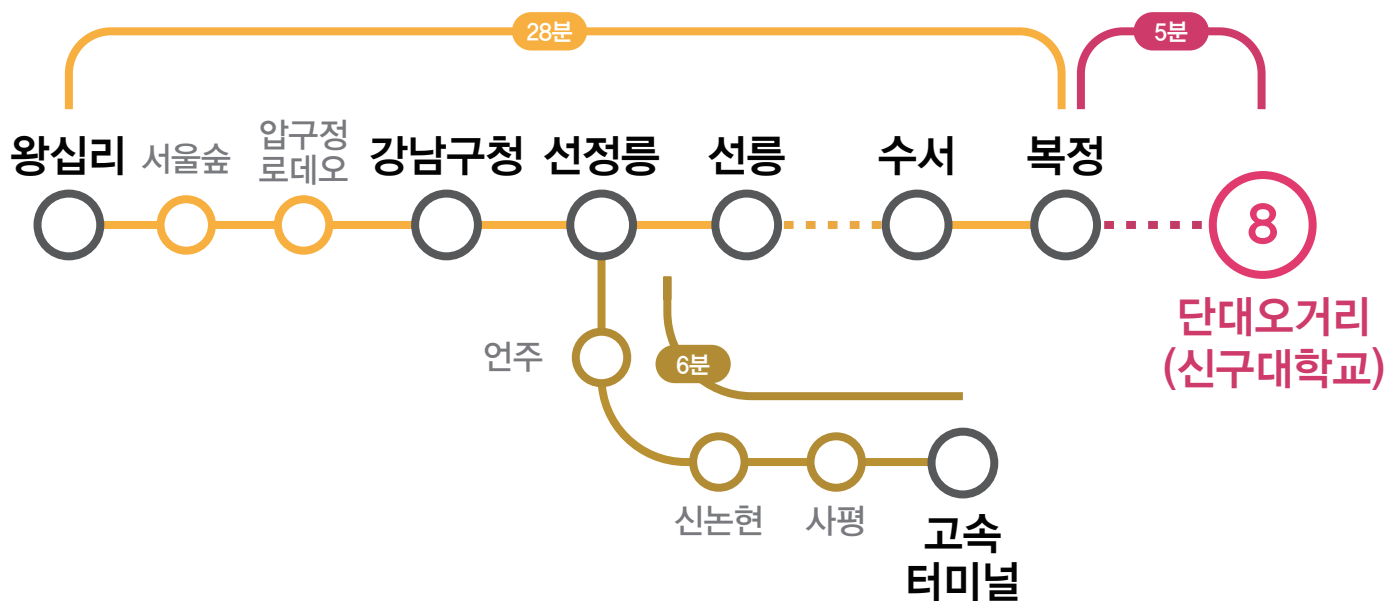 28분
5분
왕십리
서울숲
압구정
로데오
강남구청
선정릉
선릉
수서
복정
8
단대오거리
(신구대학교)
언주
6분
신논현
사평
고속
터미널